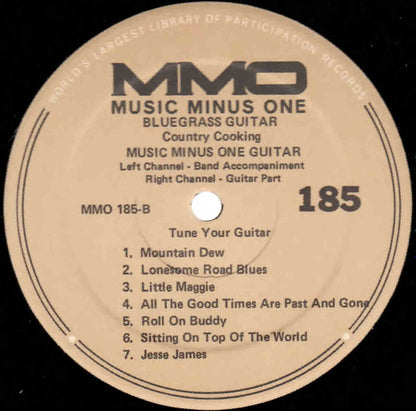 WORLD'S LARGEST LIBRARY OF PARTICIPATION RECORDS
MMO
MUSIC MINUS ONE
BLUEGRASS GUITAR
Country Cooking
MUSIC MINUS ONE GUITAR
Left Channel - Band Accompaniment
Right Channel - Guitar Part
MMO 185-B
185
Tune Your Guitar
1. Mountain Dew
2. Lonesome Road Blues
3. Little Maggie
4. All The Good Times Are Past And Gone
5. Roll On Buddy
6. Sitting On Top Of The World
7. Jesse James